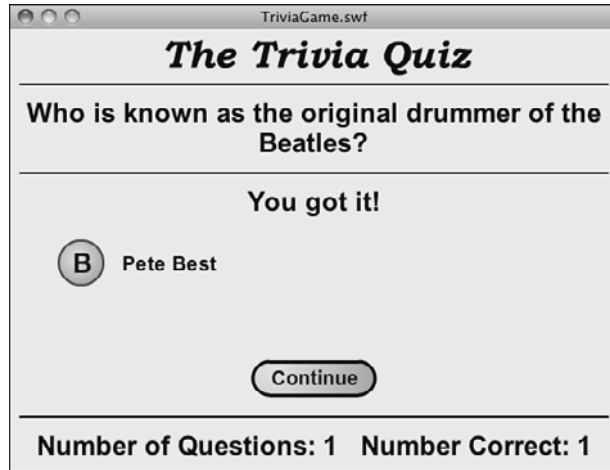 TriviaGame.swf
The Trivia Quiz
Who is known as the original drummer of the
Beatles?
You got it!
B Pete Best
Continue
Number of Questions: 1 Number Correct: 1